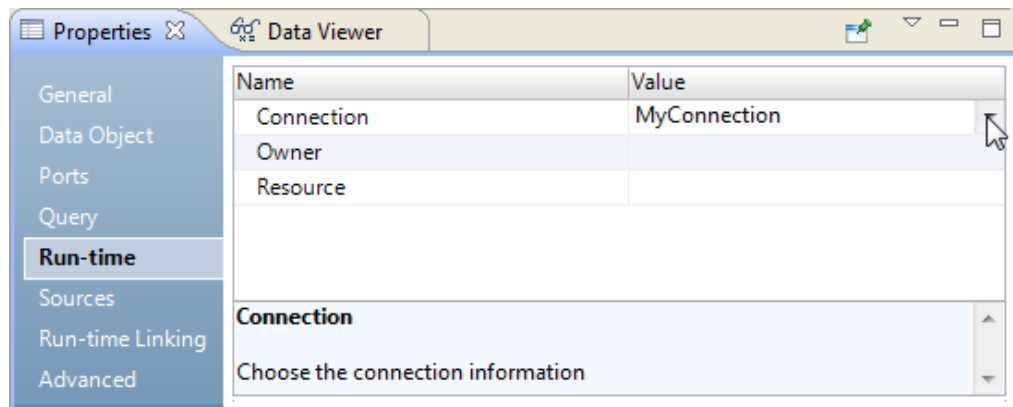 Properties Data Viewer
General
Data Object
Ports
Query
Run-time
Sources
Run-time Linking
Advanced
Name Value
Connection MyConnection
Owner
Resource
Connection
Choose the connection information